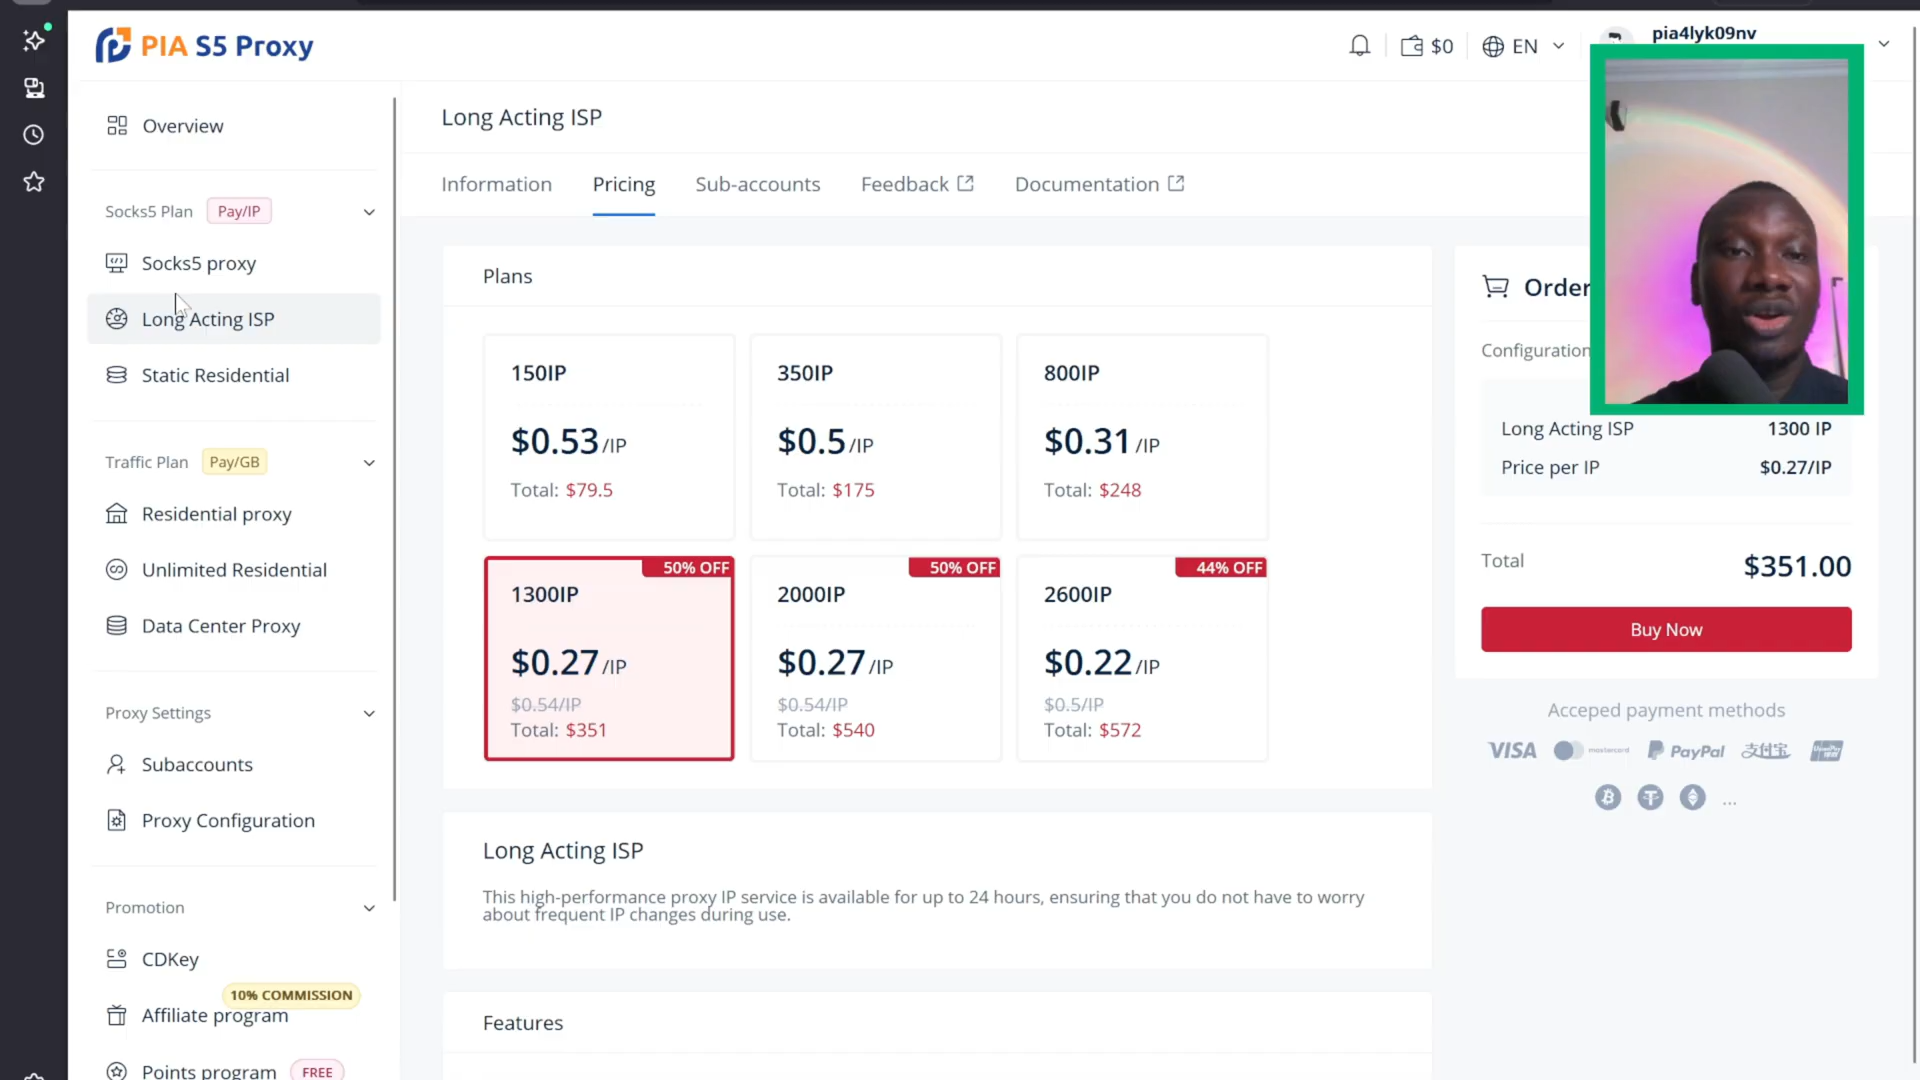 PIA S5 Proxy
$0
EN
pia4lyk09nv
Overview
Socks5 Plan
Pay/IP
Socks5 proxy
Long Acting ISP
Static Residential
Traffic Plan
Pay/GB
Residential proxy
Unlimited Residential
Data Center Proxy
Proxy Settings
Subaccounts
Proxy Configuration
Promotion
CDKey
10% COMMISSION
Affiliate program
Points program
FREE
Long Acting ISP
Information
Pricing
Sub-accounts
Feedback
Documentation
Plans
150IP
$0.53/IP
Total: $79.5
350IP
$0.5/IP
Total: $175
800IP
$0.31/IP
Total: $248
50% OFF
1300IP
$0.27/IP
$0.54/IP
Total: $351
50% OFF
2000IP
$0.27/IP
$0.54/IP
Total: $540
44% OFF
2600IP
$0.22/IP
$0.5/IP
Total: $572
Long Acting ISP
This high-performance proxy IP service is available for up to 24 hours, ensuring that you do not have to worry
about frequent IP changes during use.
Features
Order
Configuration
Long Acting ISP
1300 IP
Price per IP
$0.27/IP
Total
$351.00
Buy Now
Acceped payment methods
VISA
mastercard
PayPal
支付宝
UnionPay
...